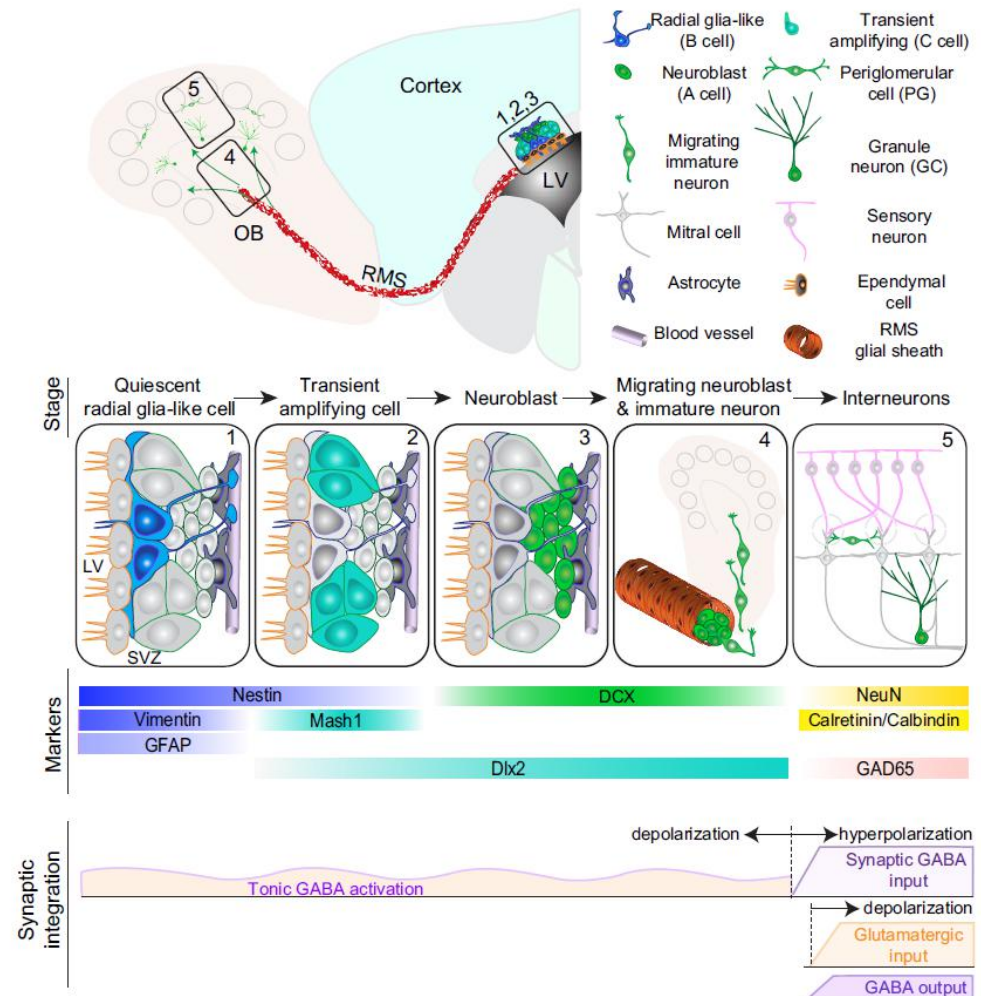 Cortex
5
4
1,2,3
LV
OB
RMS
Radial glia-like
(B cell)
Transient
amplifying (C cell)
Neuroblast
(A cell)
Periglomerular
cell (PG)
Migrating
immature
neuron
Granule
neuron (GC)
Mitral cell
Sensory
neuron
Astrocyte
Ependymal
cell
Blood vessel
RMS
glial sheath
Stage
Quiescent
radial glia-like cell
Transient
amplifying cell
Neuroblast
Migrating neuroblast
& immature neuron
Interneurons
1
2
3
4
5
LV
SVZ
Markers
Nestin
DCX
NeuN
Vimentin
Mash1
Calretinin/Calbindin
GFAP
Dlx2
GAD65
Synaptic
integration
depolarization
hyperpolarization
Tonic GABA activation
Synaptic GABA
input
depolarization
Glutamatergic
input
GABA output